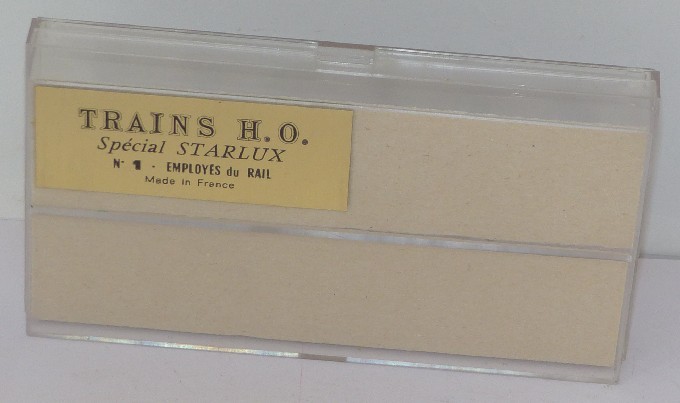 TRAINS H.O.
Spécial STARLUX
N° 1 - EMPLOYÉS du RAIL
Made in France